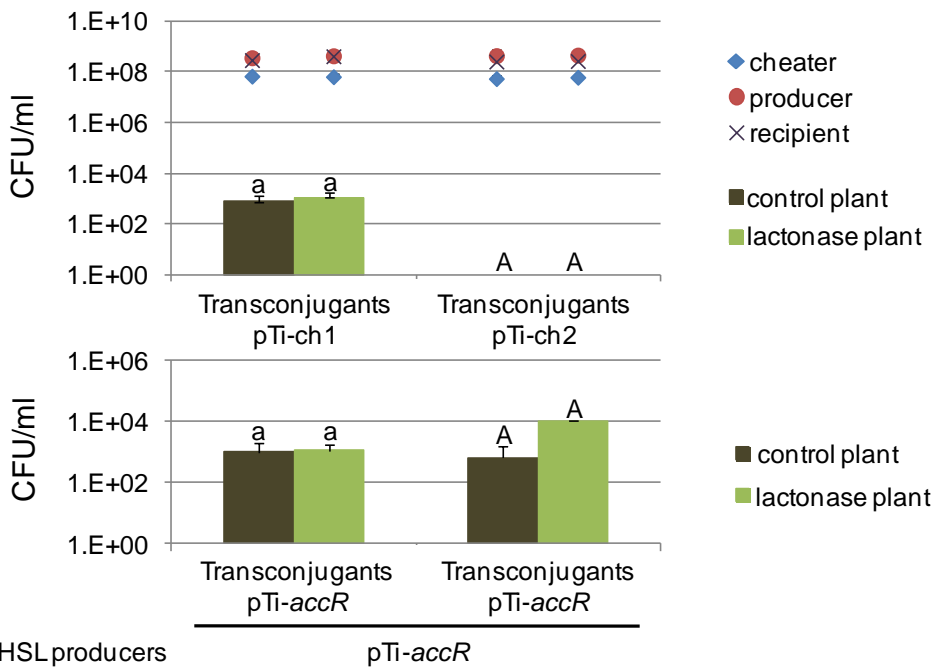 1.E+10
1.E+08
1.E+06
1.E+04
1.E+02
1.E+00
CFU/ml
a a
A A
Transconjugants Transconjugants
pTi-ch1 pTi-ch2
cheater
producer
recipient
control plant
lactonase plant
1.E+06
1.E+04
1.E+02
1.E+00
CFU/ml
a a
A A
Transconjugants Transconjugants
pTi-accR pTi-accR
control plant
lactonase plant
HSL producers pTi-accR